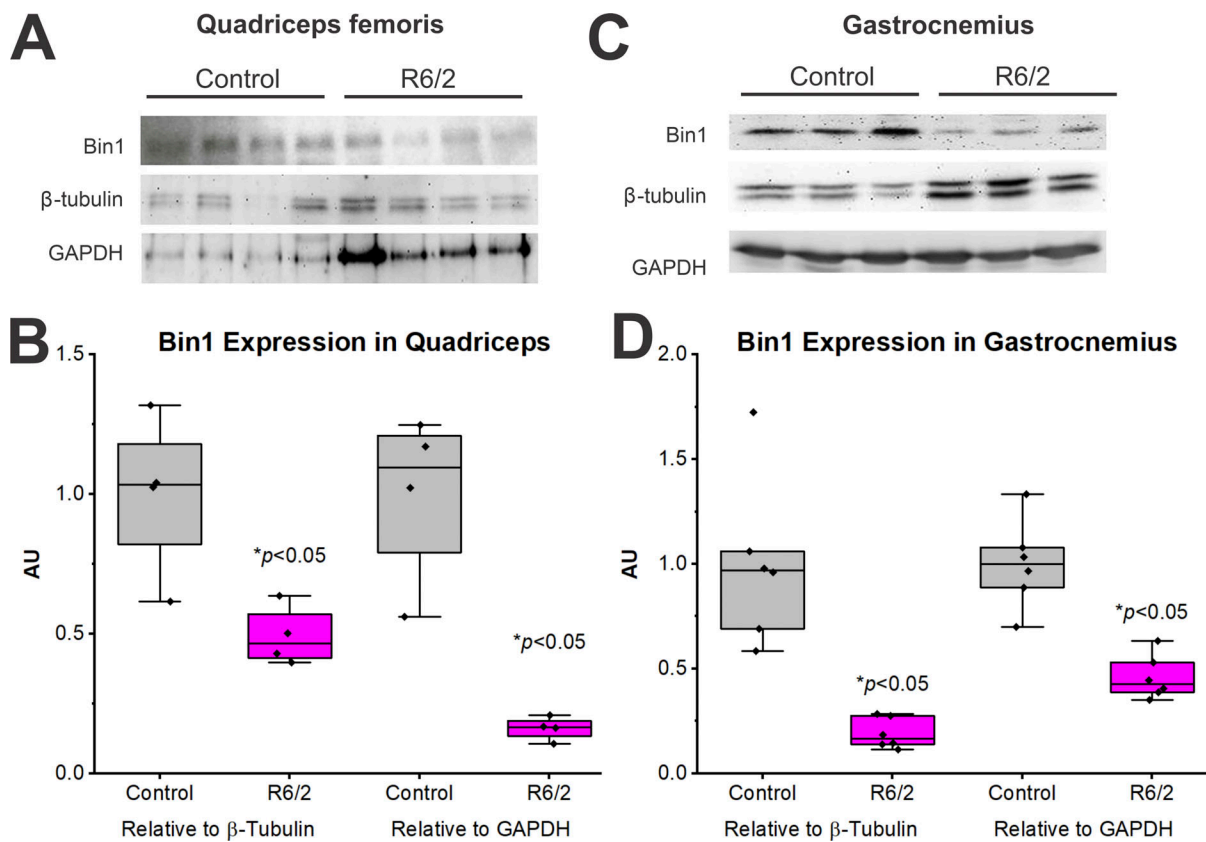 A
Quadriceps femoris
Control
R6/2
Bin1
β-tubulin
GAPDH
C
Gastrocnemius
Control
R6/2
Bin1
β-tubulin
GAPDH
B
Bin1 Expression in Quadriceps
1.5
1.0
0.5
0.0
AU
*p<0.05
*p<0.05
Control
R6/2
Control
R6/2
Relative to β-Tubulin
Relative to GAPDH
D
Bin1 Expression in Gastrocnemius
2.0
1.5
1.0
0.5
0.0
AU
*p<0.05
*p<0.05
Control
R6/2
Control
R6/2
Relative to β-Tubulin
Relative to GAPDH